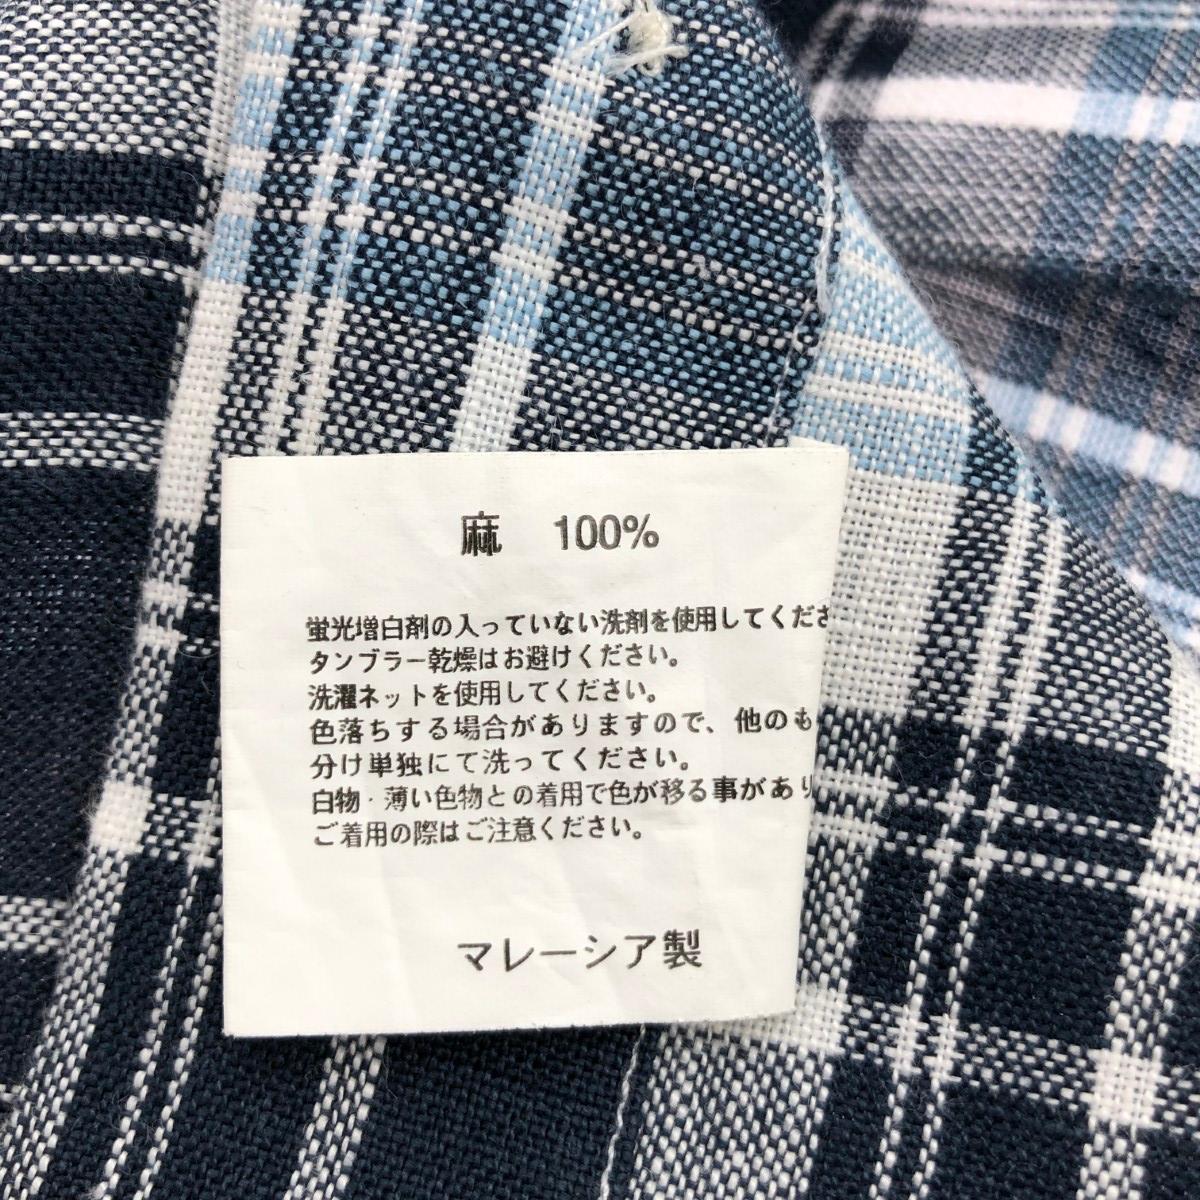 麻 100%
蛍光増白剤の入っていない洗剤を使用してくださ
タンブラー乾燥はお避けください。
洗濯ネットを使用してください。
色落ちする場合がありますので、他のも
分け単独にて洗ってください。
白物・薄い色物との着用で色が移る事があり
ご着用の際はご注意ください。
マレーシア製